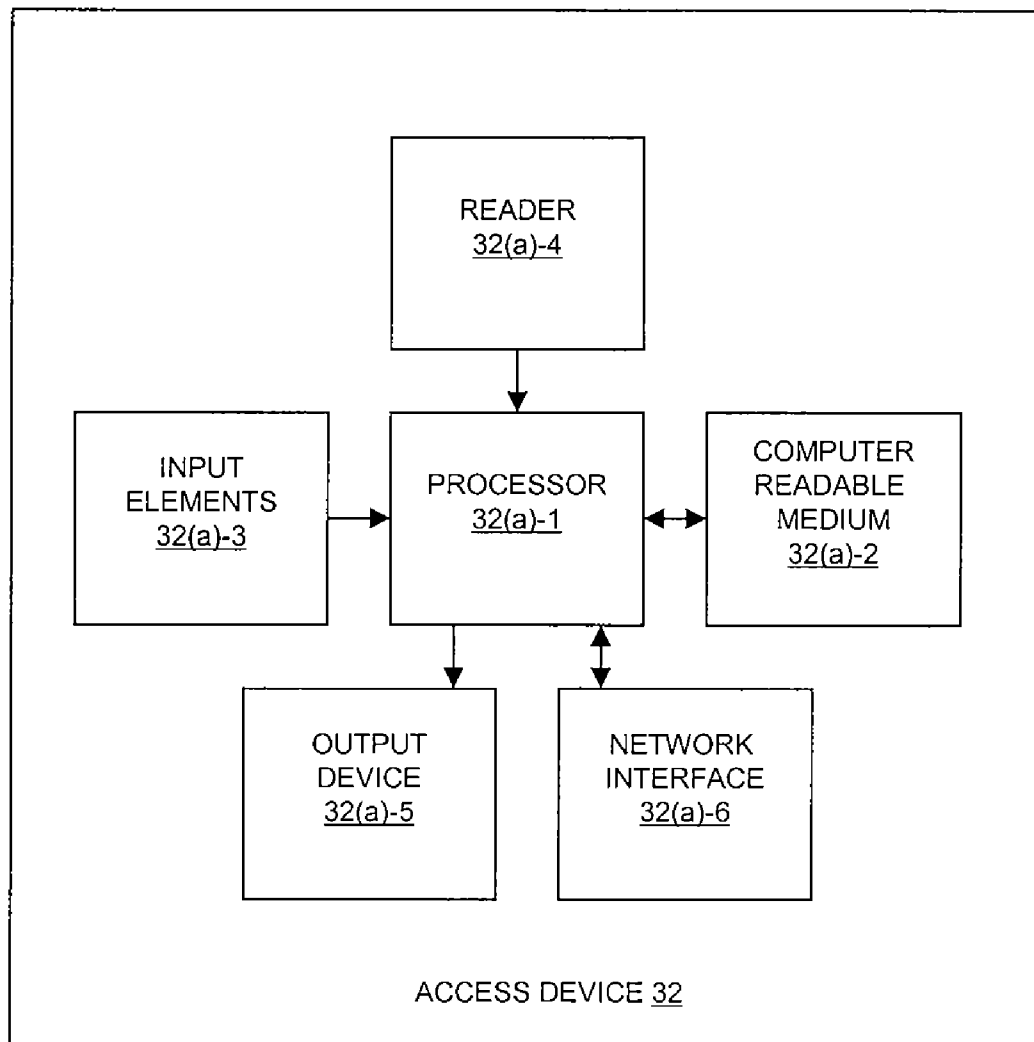 READER
32(a)-4
INPUT
ELEMENTS
32(a)-3
PROCESSOR
32(a)-1
COMPUTER
READABLE
MEDIUM
32(a)-2
OUTPUT
DEVICE
32(a)-5
NETWORK
INTERFACE
32(a)-6
ACCESS DEVICE 32